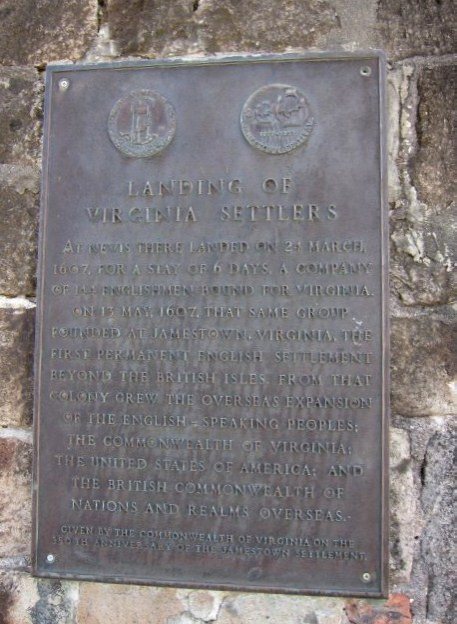 LANDING OF
VIRGINIA SETTLERS
AT NEVIS THERE LANDED ON 24 MARCH,
1607, FOR A STAY OF 6 DAYS, A COMPANY
OF 144 ENGLISHMEN BOUND FOR VIRGINIA.
ON 13 MAY, 1607, THAT SAME GROUP
FOUNDED AT JAMESTOWN, VIRGINIA, THE
FIRST PERMANENT ENGLISH SETTLEMENT
BEYOND THE BRITISH ISLES. FROM THAT
COLONY GREW THE OVERSEAS EXPANSION
OF THE ENGLISH-SPEAKING PEOPLES;
THE COMMONWEALTH OF VIRGINIA;
THE UNITED STATES OF AMERICA; AND
THE BRITISH COMMONWEALTH OF
NATIONS AND REALMS OVERSEAS.-
GIVEN BY THE COMMONWEALTH OF VIRGINIA ON THE
350TH ANNIVERSARY OF THE JAMESTOWN SETTLEMENT.